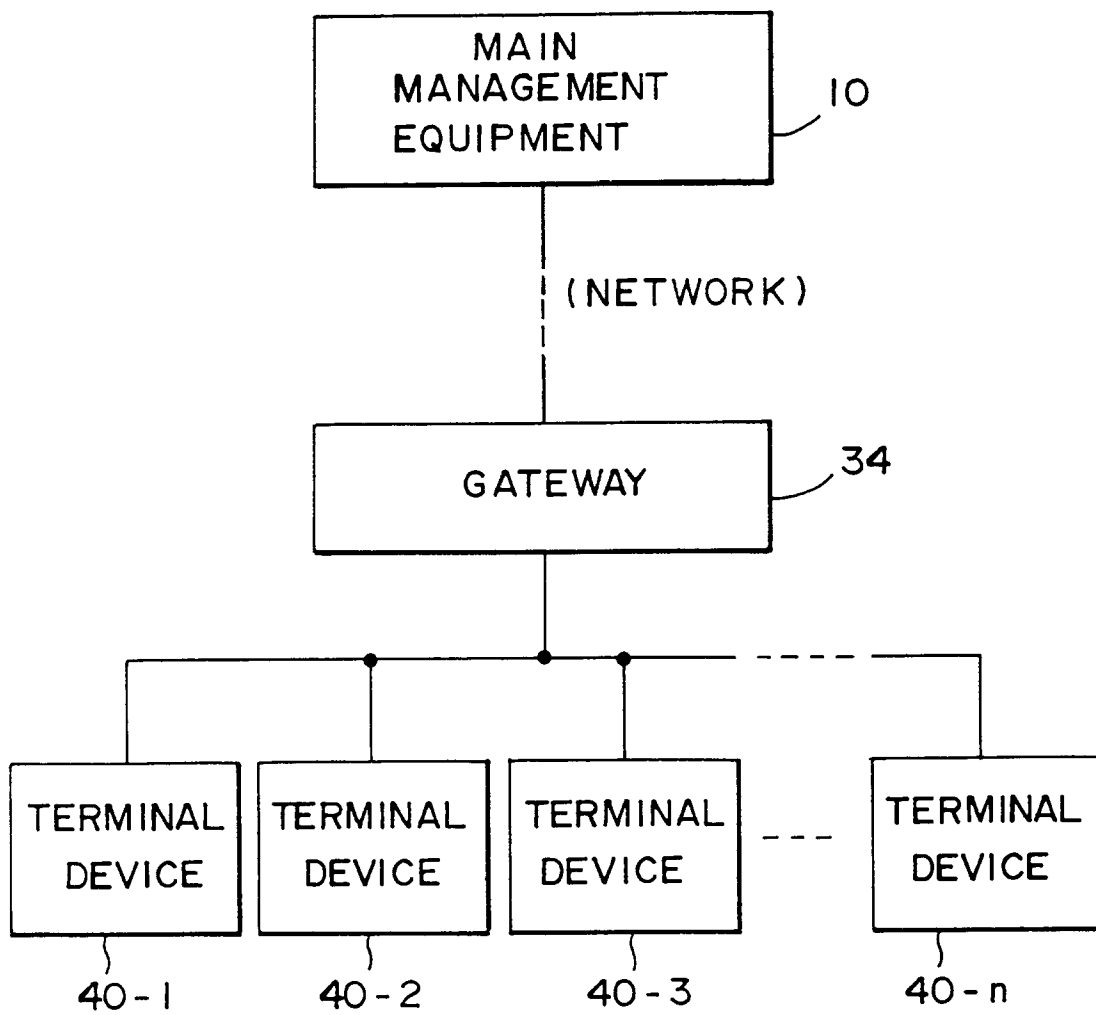 MAIN
MANAGEMENT
EQUIPMENT
10
(NETWORK)
GATEWAY
34
TERMINAL
DEVICE
TERMINAL
DEVICE
TERMINAL
DEVICE
TERMINAL
DEVICE
40-1
40-2
40-3
40-n